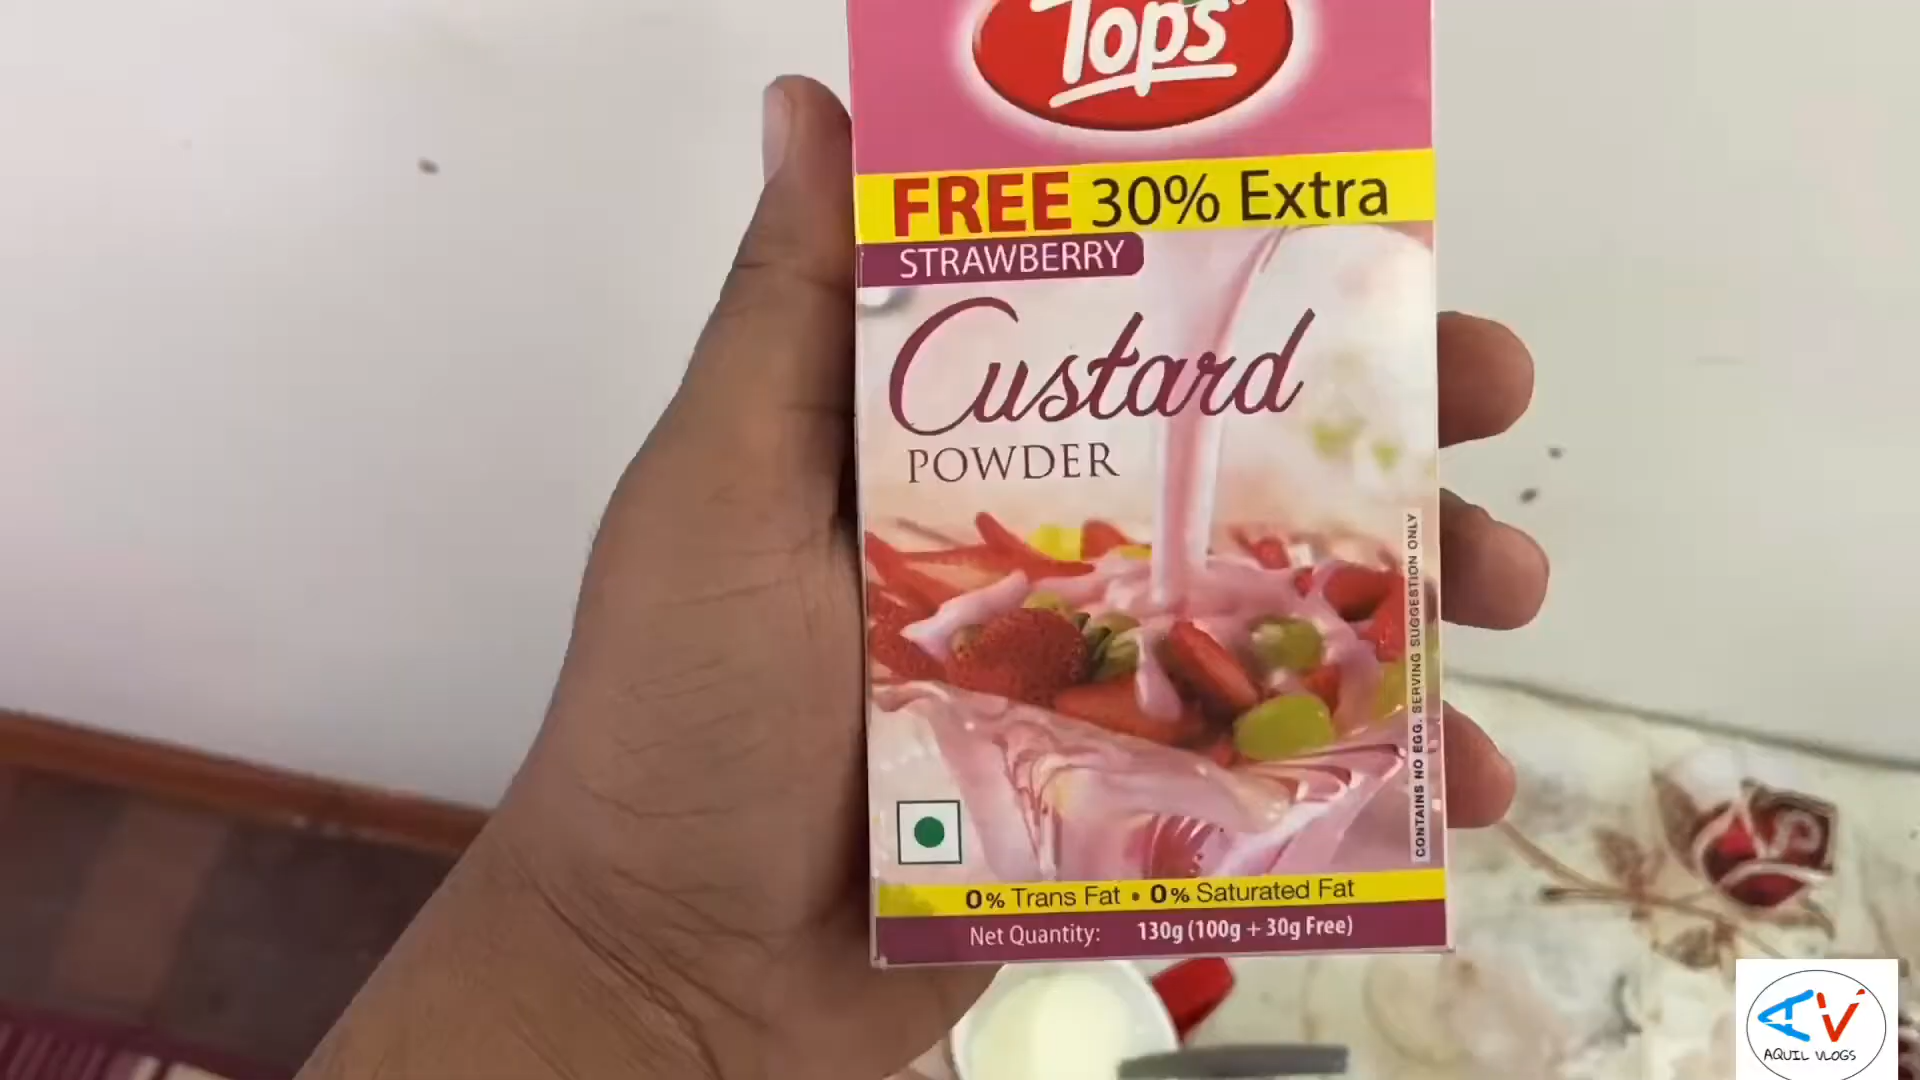 Tops
FREE 30% Extra
STRAWBERRY
Custard
POWDER
CONTAINS NO EGG. SERVING SUGGESTION ONLY
0% Trans Fat • 0% Saturated Fat
Net Quantity: 130g (100g + 30g Free)
AV
AQUIL VLOGS